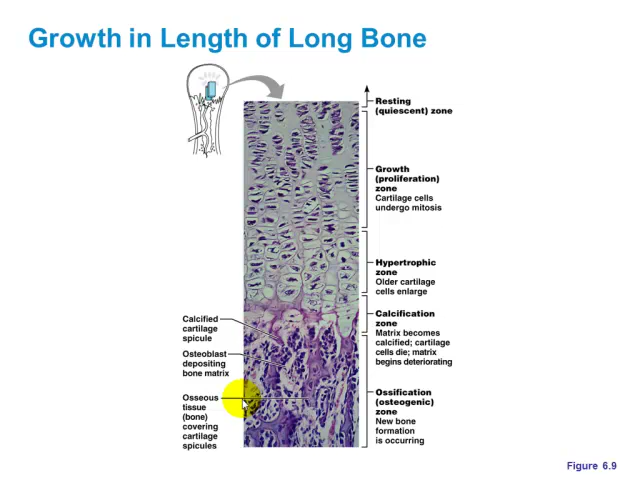 Growth in Length of Long Bone
Resting
(quiescent) zone
Growth
(proliferation)
zone
Cartilage cells
undergo mitosis
Hypertrophic
zone
Older cartilage
cells enlarge
Calcification
zone
Matrix becomes
calcified; cartilage
cells die; matrix
begins deteriorating
Ossification
(osteogenic)
zone
New bone
formation
is occurring
Calcified
cartilage
spicule
Osteoblast
depositing
bone matrix
Osseous
tissue
(bone)
covering
cartilage
spicules
Figure 6.9